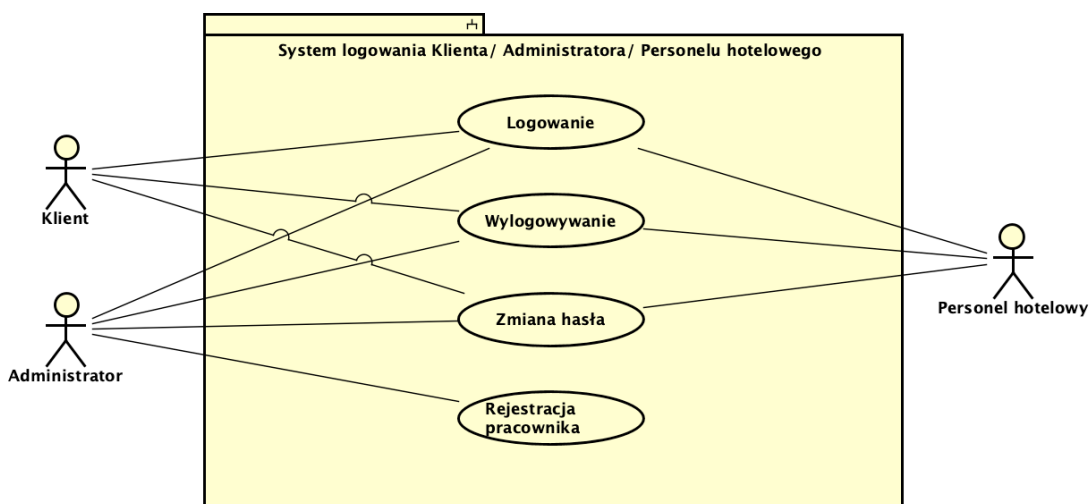 System logowania Klienta/ Administratora/ Personelu hotelowego
Logowanie
Klient
Wylogowywanie
Personel hotelowy
Zmiana hasła
Administrator
Rejestracja
pracownika